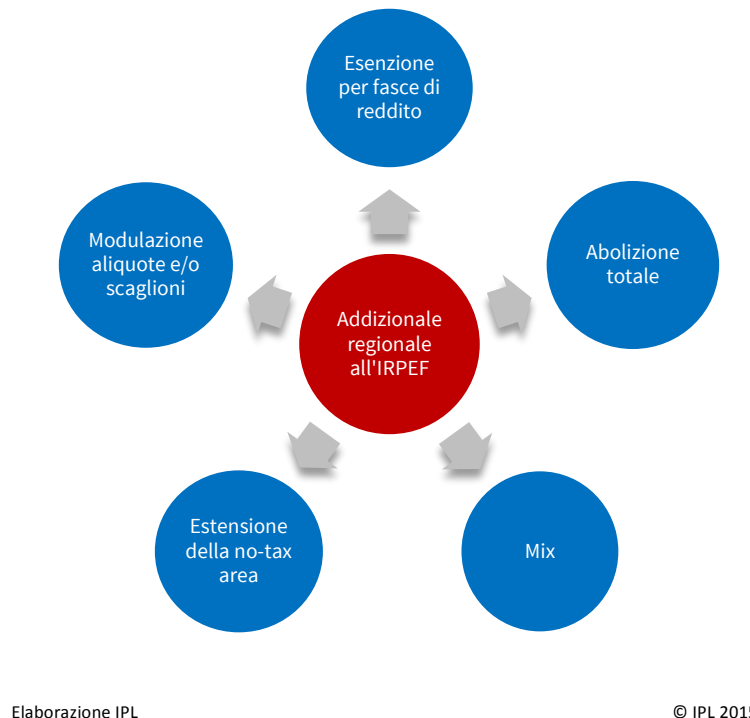 Esenzione
per fasce di
reddito
Modulazione
aliquote e/o
scaglioni
Abolizione
totale
Addizionale
regionale
all'IRPEF
Estensione
della no-tax
area
Mix
Elaborazione IPL
© IPL 2015